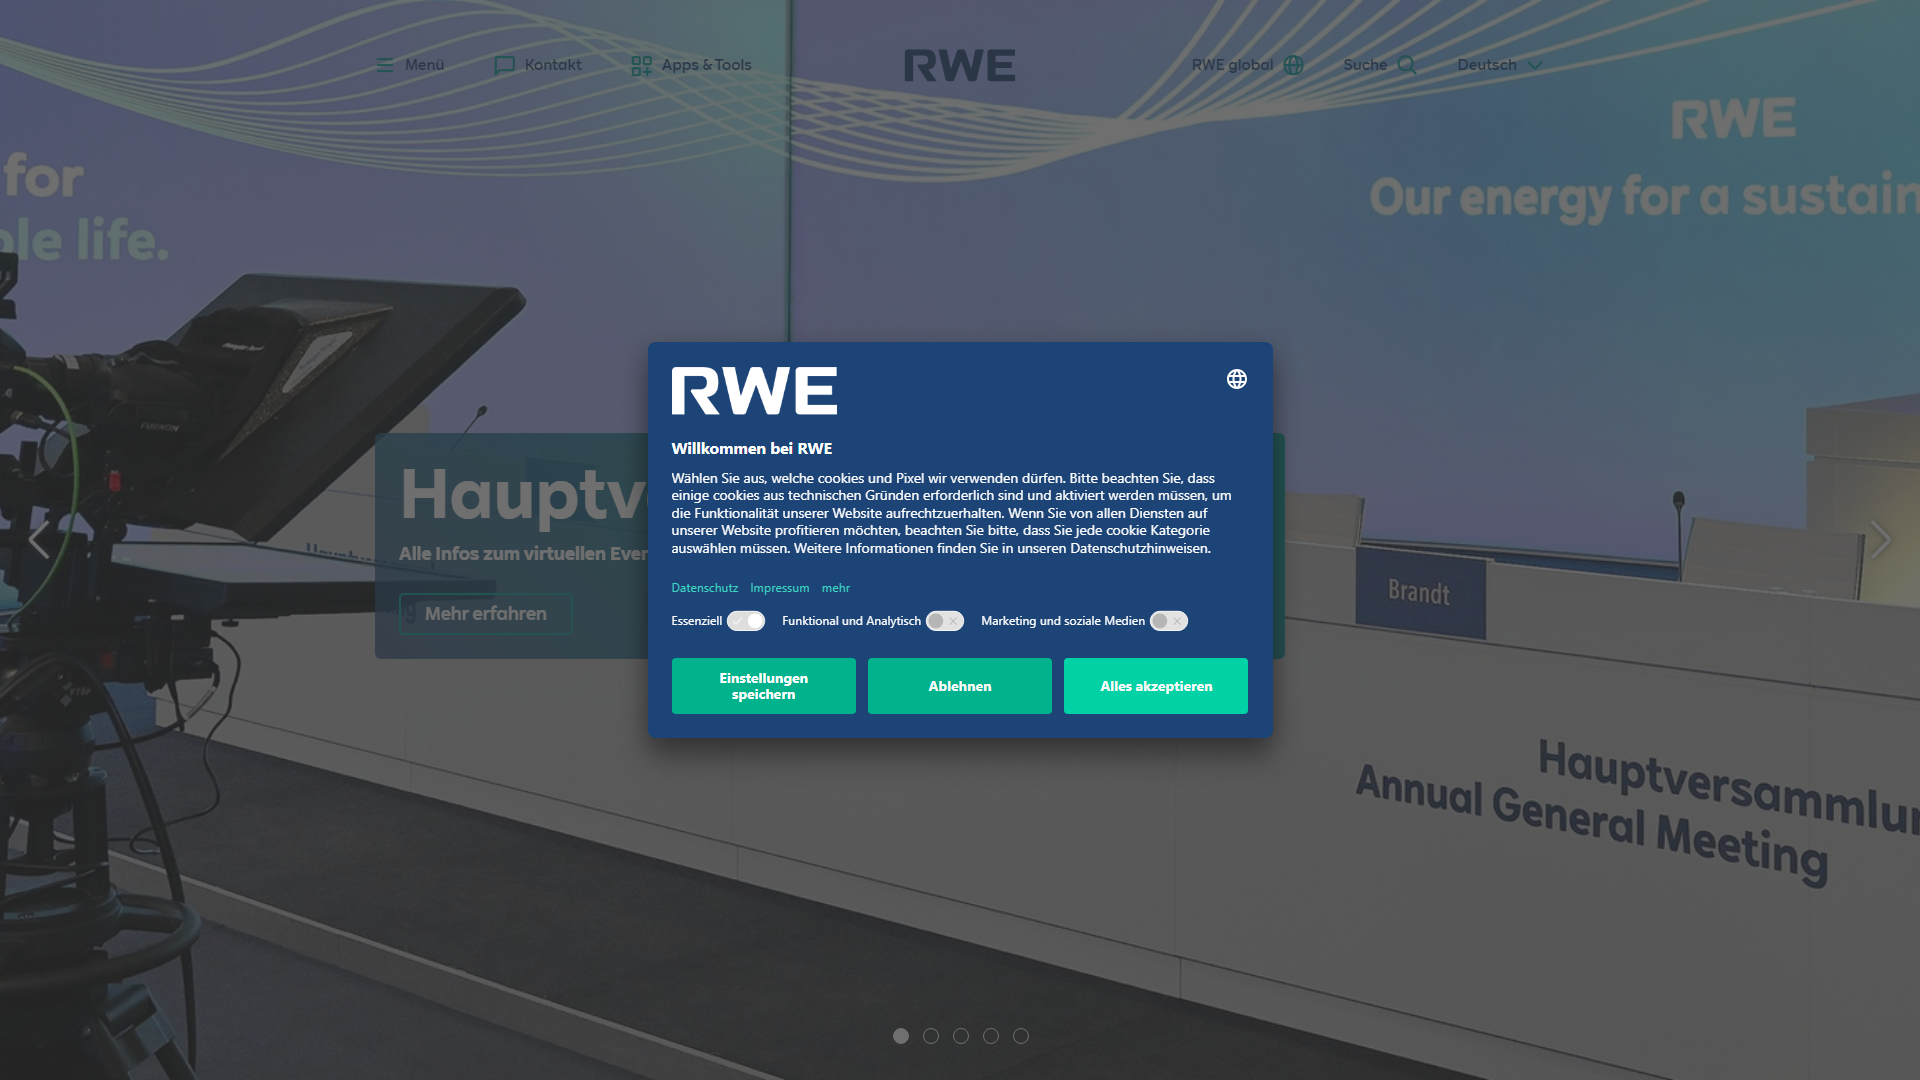 Menü
Kontakt
Apps & Tools
RWE
RWE global
Suche
Deutsch
RWE
for
Our energy for a sustain
ble life.
RWE
Willkommen bei RWE
Wählen Sie aus, welche cookies und Pixel wir verwenden dürfen. Bitte beachten Sie, dass
einige cookies aus technischen Gründen erforderlich sind und aktiviert werden müssen, um
die Funktionalität unserer Website aufrechtzuerhalten. Wenn Sie von allen Diensten auf
unserer Website profitieren möchten, beachten Sie bitte, dass Sie jede cookie Kategorie
auswählen müssen. Weitere Informationen finden Sie in unseren Datenschutzhinweisen.
Datenschutz Impressum mehr
Essenziell Funktional und Analytisch Marketing und soziale Medien
Einstellungen
speichern
Ablehnen
Alles akzeptieren
FUJINON
Hauptv
Alle Infos zum virtuellen Even
Mehr erfahren
Brandt
Hauptversammlun
Annual General Meeting